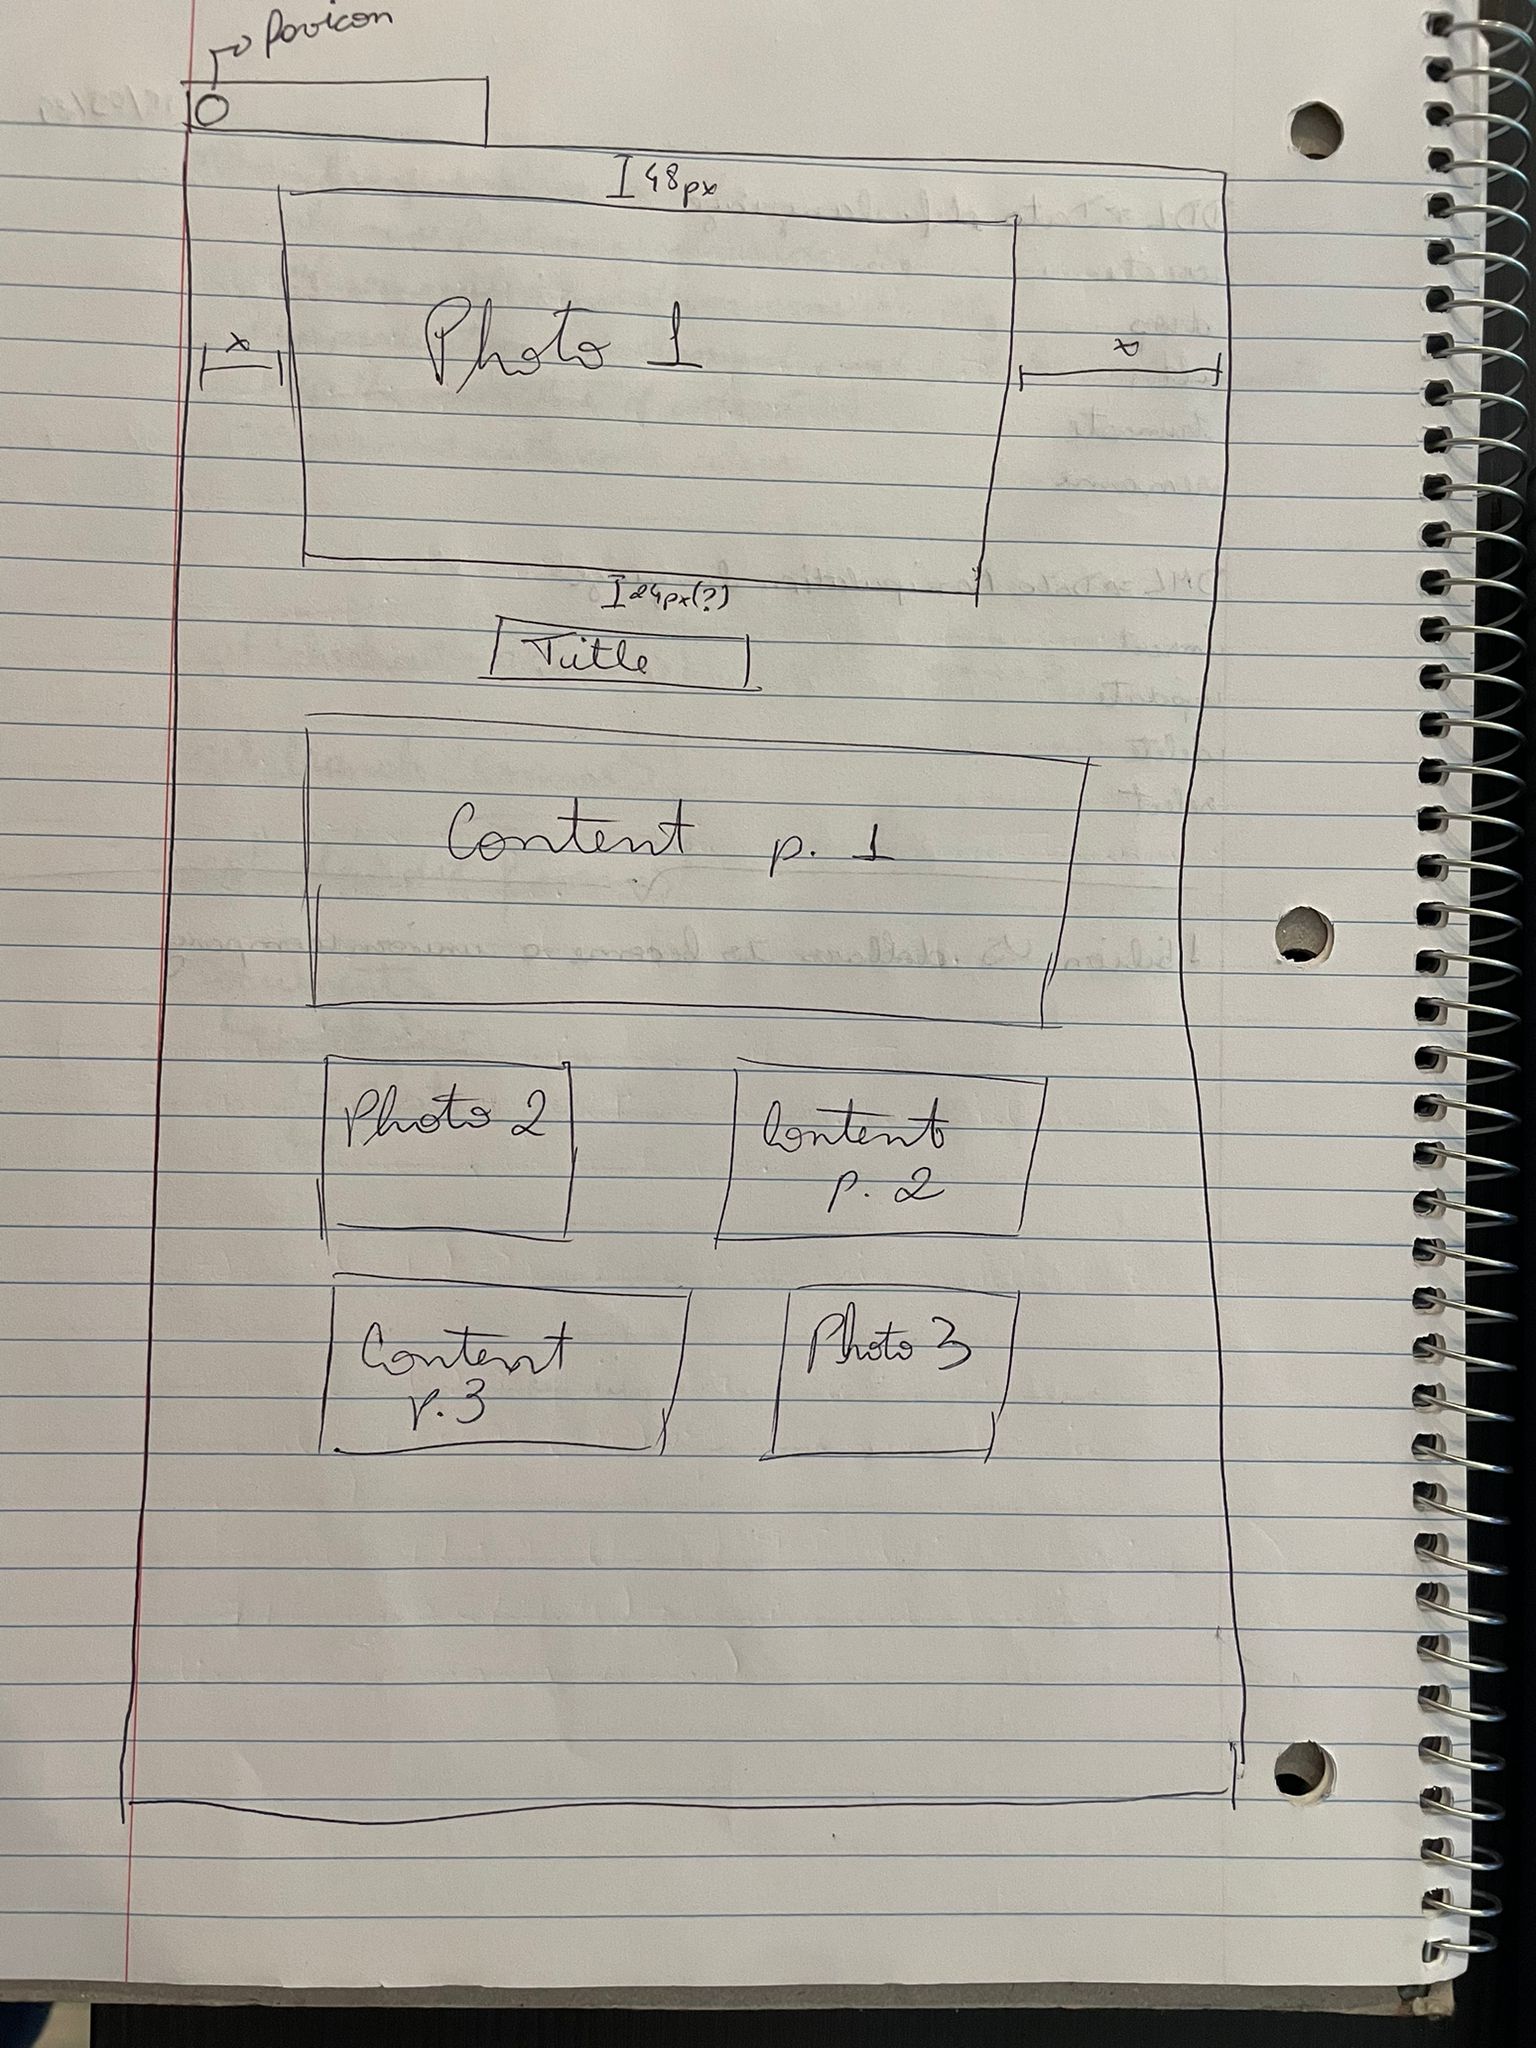 Favicon
48px
x
Photo 1
x
24px(?)
Title
Content p. 1
Photo 2
Content
p. 2
Content
p.3
Photo 3